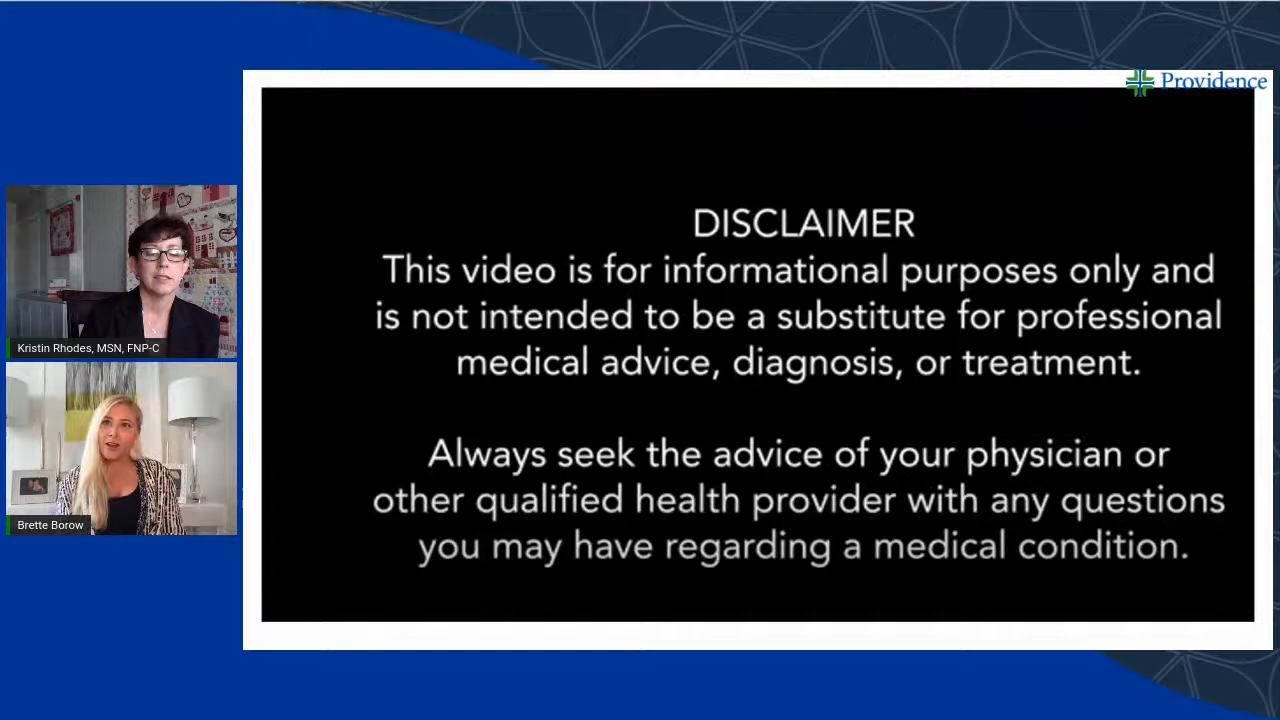 Providence
DISCLAIMER
This video is for informational purposes only and
is not intended to be a substitute for professional
medical advice, diagnosis, or treatment.
Always seek the advice of your physician or
other qualified health provider with any questions
you may have regarding a medical condition.
Kristin Rhodes, MSN, FNP-C
Brette Borow